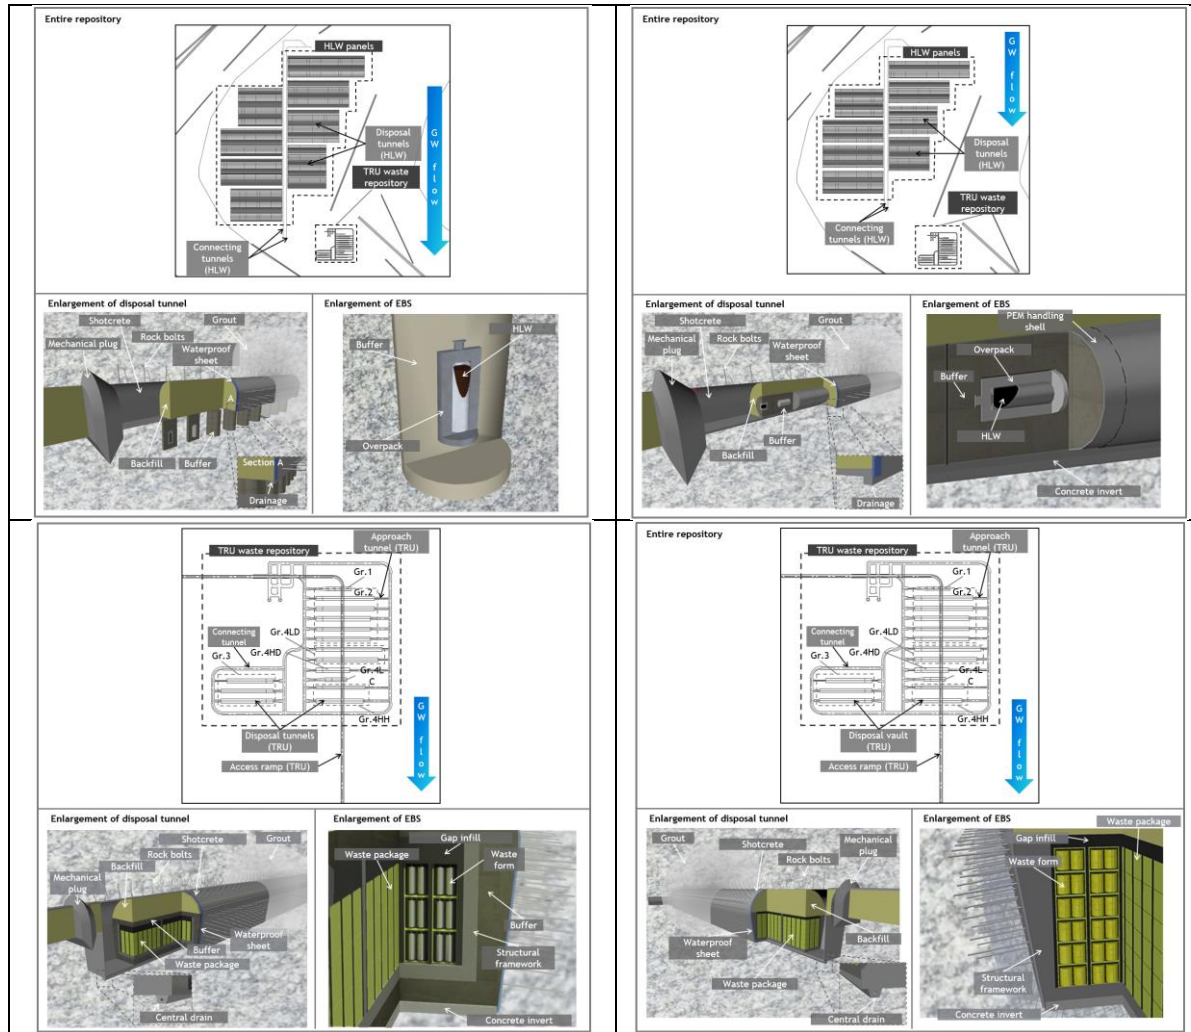 Entire repository
HLW panels
G
W
f
l
o
w
Disposal
tunnels
(HLW)
TRU waste
repository
Connecting
tunnels
(HLW)
Enlargement of disposal tunnel
Shotcrete
Grout
Rock bolts
Mechanical plug
Waterproof
sheet
A
Backfill
Buffer
Section A
Drainage
Enlargement of EBS
HLW
Buffer
Overpack
Entire repository
HLW panels
G
W
f
l
o
w
Disposal
tunnels
(HLW)
TRU waste
repository
Connecting
tunnels (HLW)
Enlargement of disposal tunnel
Shotcrete
Grout
Rock bolts
Mechanical
plug
Waterproof
sheet
Buffer
Backfill
Drainage
Enlargement of EBS
PEM handling
shell
Overpack
Buffer
HLW
Concrete invert
Approach
tunnel (TRU)
TRU waste repository
Gr.1
Gr.2
Gr.4LD
Connecting
tunnel
Gr.4HD
Gr.3
Gr.4L
C
Gr.4HH
Disposal tunnels
(TRU)
Access ramp (TRU)
G
W
f
l
o
w
Enlargement of disposal tunnel
Shotcrete
Grout
Rock bolts
Backfill
Mechanical
plug
Buffer
Waterproof
sheet
Waste package
Central drain
Enlargement of EBS
Gap infill
Waste package
Waste
form
Buffer
Structural
framework
Concrete invert
Entire repository
Approach
tunnel (TRU)
TRU waste repository
Gr.1
Gr.2
Gr.4LD
Connecting
tunnel
Gr.4HD
Gr.3
Gr.4L
C
Gr.4HH
Disposal vault
(TRU)
Access ramp (TRU)
G
W
f
l
o
w
Enlargement of disposal tunnel
Grout
Shotcrete
Mechanical
plug
Rock bolts
Backfill
Waterproof
sheet
Waste package
Central drain
Enlargement of EBS
Waste package
Gap infill
Waste form
Structural
framework
Concrete invert